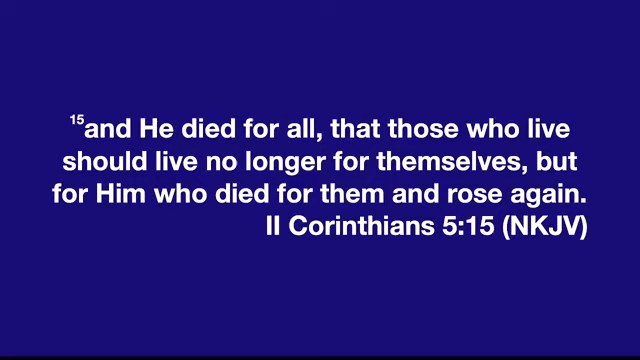 15and He died for all, that those who live
should live no longer for themselves, but
for Him who died for them and rose again.
II Corinthians 5:15 (NKJV)